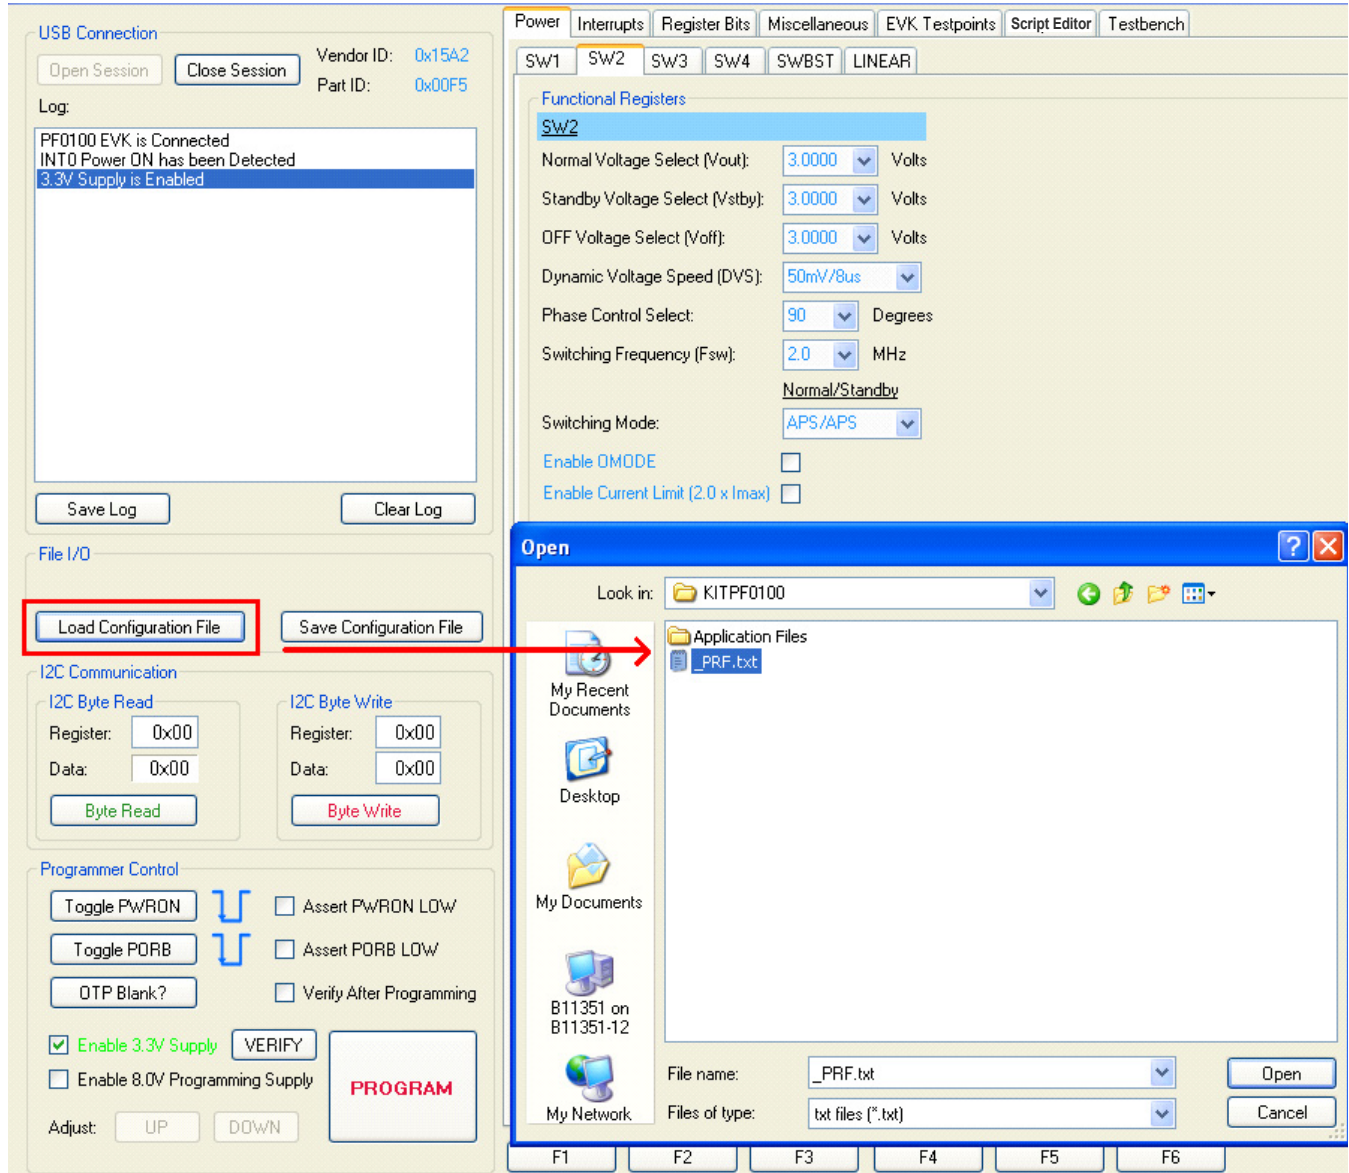 USB Connection
Open Session
Close Session
Vendor ID: 0x15A2
Part ID: 0x00F5
Log:
PF0100 EVK is Connected
INT0 Power ON has been Detected
3.3V Supply is Enabled
Save Log
Clear Log
File I/O
Load Configuration File
Save Configuration File
I2C Communication
I2C Byte Read
Register: 0x00
Data: 0x00
Byte Read
I2C Byte Write
Register: 0x00
Data: 0x00
Byte Write
Programmer Control
Toggle PWRON
Assert PWRON LOW
Toggle PORB
Assert PORB LOW
OTP Blank?
Verify After Programming
Enable 3.3V Supply
VERIFY
Enable 8.0V Programming Supply
PROGRAM
Adjust: UP DOWN
Power Interrupts Register Bits Miscellaneous EVK Testpoints Script Editor Testbench
SW1 SW2 SW3 SW4 SWBST LINEAR
Functional Registers
SW2
Normal Voltage Select (Vout): 3.0000 Volts
Standby Voltage Select (Vstby): 3.0000 Volts
OFF Voltage Select (Voff): 3.0000 Volts
Dynamic Voltage Speed (DVS): 50mV/8us
Phase Control Select: 90 Degrees
Switching Frequency (Fsw): 2.0 MHz
Normal/Standby
Switching Mode: APS/APS
Enable OMODE
Enable Current Limit (2.0 x Imax)
Open
Look in: KITPF0100
Application Files
_PRF.txt
My Recent
Documents
Desktop
My Documents
B11351 on
B11351-12
My Network
File name: _PRF.txt
Open
Files of type: txt files (*.txt)
Cancel
F1 F2 F3 F4 F5 F6